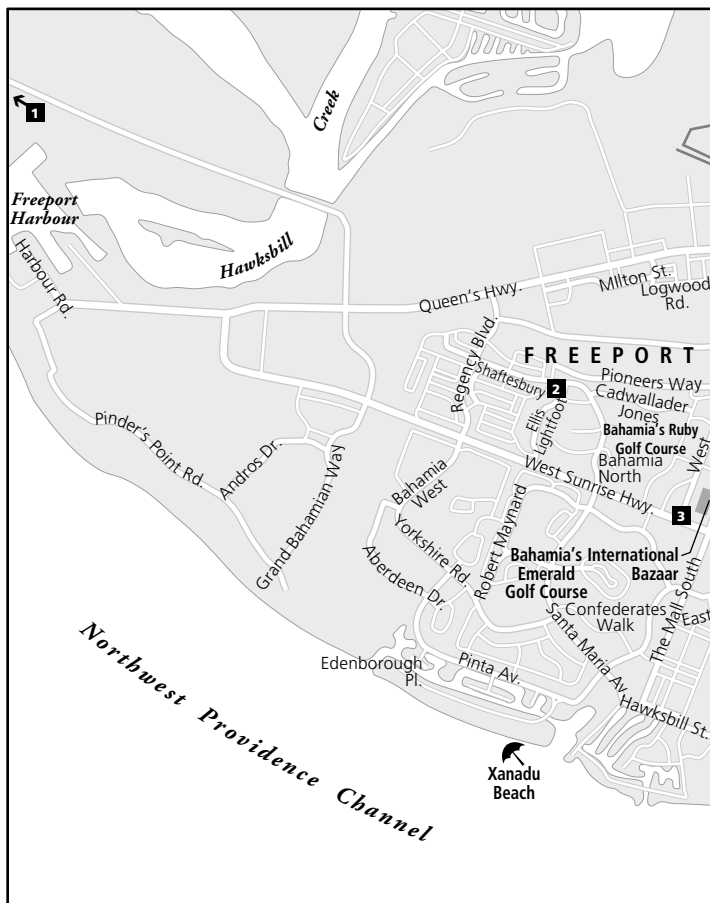 Creek
1
Freeport
Harbour
Hawksbill
Harbour Rd.
Queen's Hwy.
Milton St.
Logwood
Rd.
Regency Blvd.
FREEPORT
Shaftesbury
2
Pioneers Way
Cadwallader
Jones
Ellis
Lightfoot
Bahamia's Ruby
Golf Course
West
Bahamia
North
West Sunrise Hwy.
3
Pinder's Point Rd.
Andros Dr.
Grand Bahamian Way
Bahamia
West
Yorkshire Rd.
Aberdeen Dr.
Robert Maynard
Bahamia's
Emerald
Golf Course
International
Bazaar
Confederates
Walk
The Mall South
East
Santa Maria Av.
Hawksbill St.
Edenborough
Pl.
Pinta Av.
Xanadu
Beach
Northwest Providence Channel